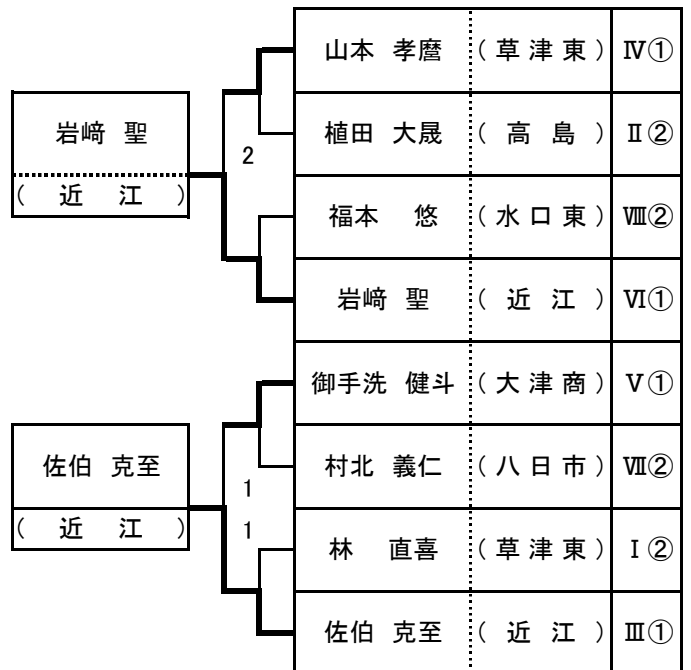 山本 孝麿 (草津東) Ⅳ①
植田 大晟 (高島) Ⅱ②
福本 悠 (水口東) Ⅷ②
岩﨑 聖 (近江) Ⅵ①
御手洗 健斗 (大津商) Ⅴ①
村北 義仁 (八日市) Ⅶ②
林 直喜 (草津東) Ⅰ②
佐伯 克至 (近江) Ⅲ①
岩﨑 聖
(近江)
2
佐伯 克至
(近江)
1
1